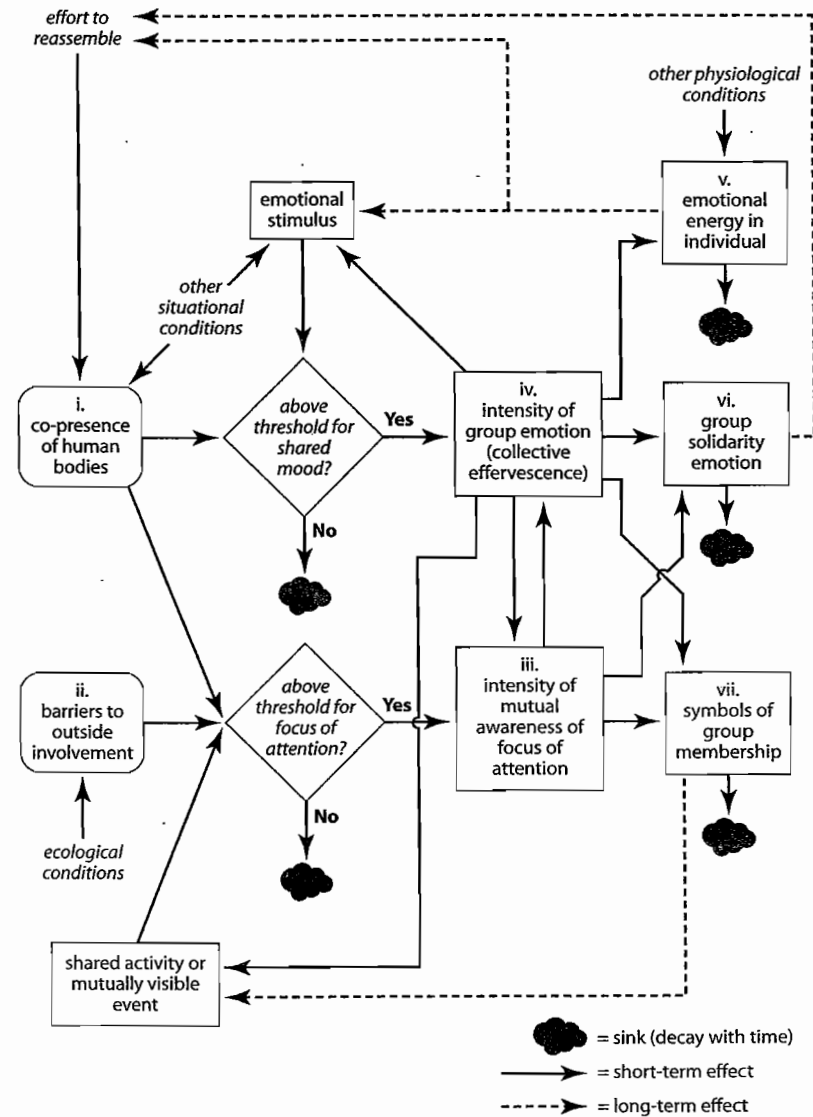 effort to
reassemble
other physiological
conditions
v.
emotional
energy in
individual
emotional
stimulus
other
situational
conditions
i.
co-presence
of human
bodies
above
threshold for
shared
mood?
Yes
No
iv.
intensity of
group emotion
(collective
effervescence)
vi.
group
solidarity
emotion
ii.
barriers to
outside
involvement
above
threshold for
focus of
attention?
Yes
No
iii.
intensity of
mutual
awareness of
focus of
attention
vii.
symbols of
group
membership
ecological
conditions
shared activity or
mutually visible
event
= sink (decay with time)
= short-term effect
= long-term effect